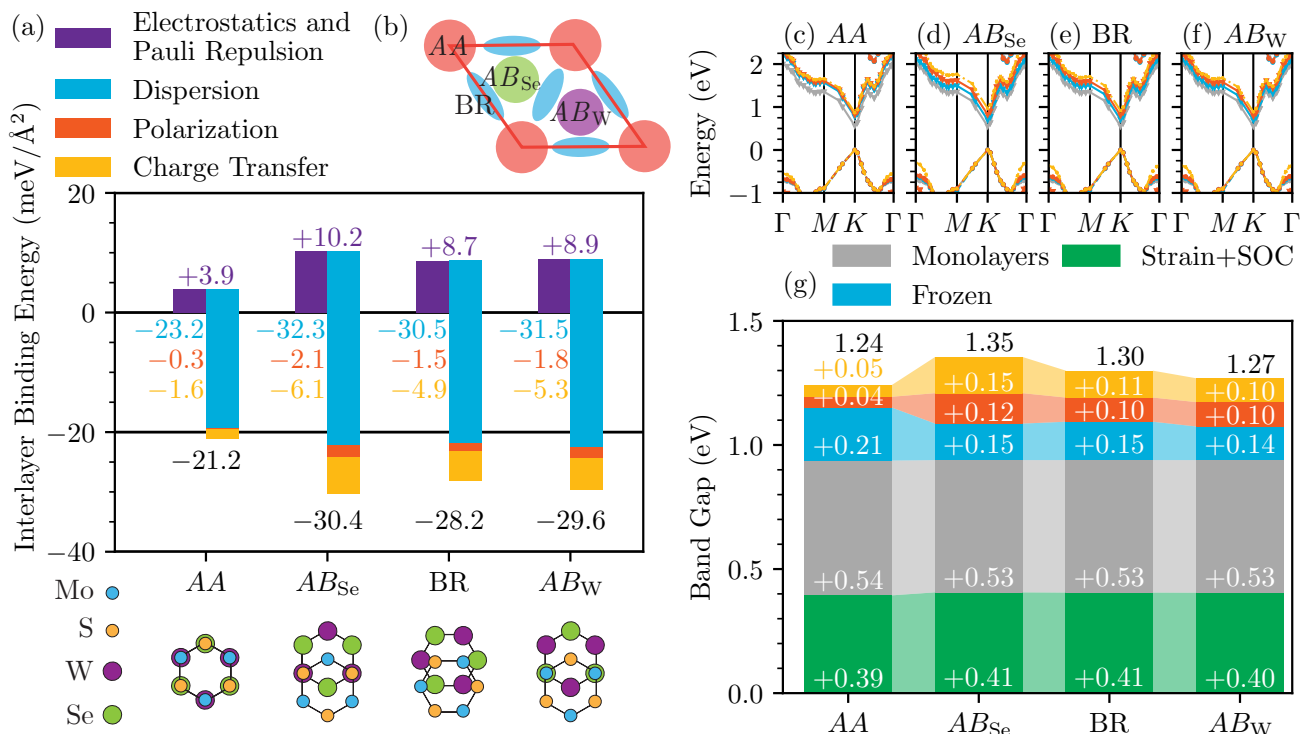 (a)
Electrostatics and
Pauli Repulsion
Dispersion
Polarization
Charge Transfer
(b)
AA
AB_Se
BR
AB_W
Interlayer Binding Energy (meV/Å²)
20
0
−20
−40
+3.9
+10.2
+8.7
+8.9
−23.2
−32.3
−30.5
−31.5
−0.3
−2.1
−1.5
−1.8
−1.6
−6.1
−4.9
−5.3
−21.2
−30.4
−28.2
−29.6
AA
AB_Se
BR
AB_W
Mo
S
W
Se
(c) AA
(d) AB_Se
(e) BR
(f) AB_W
Energy (eV)
2
1
0
−1
Γ M K Γ
Γ M K Γ
Γ M K Γ
Γ M K Γ
Monolayers
Strain+SOC
Frozen
(g)
Band Gap (eV)
1.5
1.0
0.5
0.0
1.24
1.35
1.30
1.27
+0.05
+0.15
+0.11
+0.10
+0.04
+0.12
+0.10
+0.10
+0.21
+0.15
+0.15
+0.14
+0.54
+0.53
+0.53
+0.53
+0.39
+0.41
+0.41
+0.40
AA
AB_Se
BR
AB_W